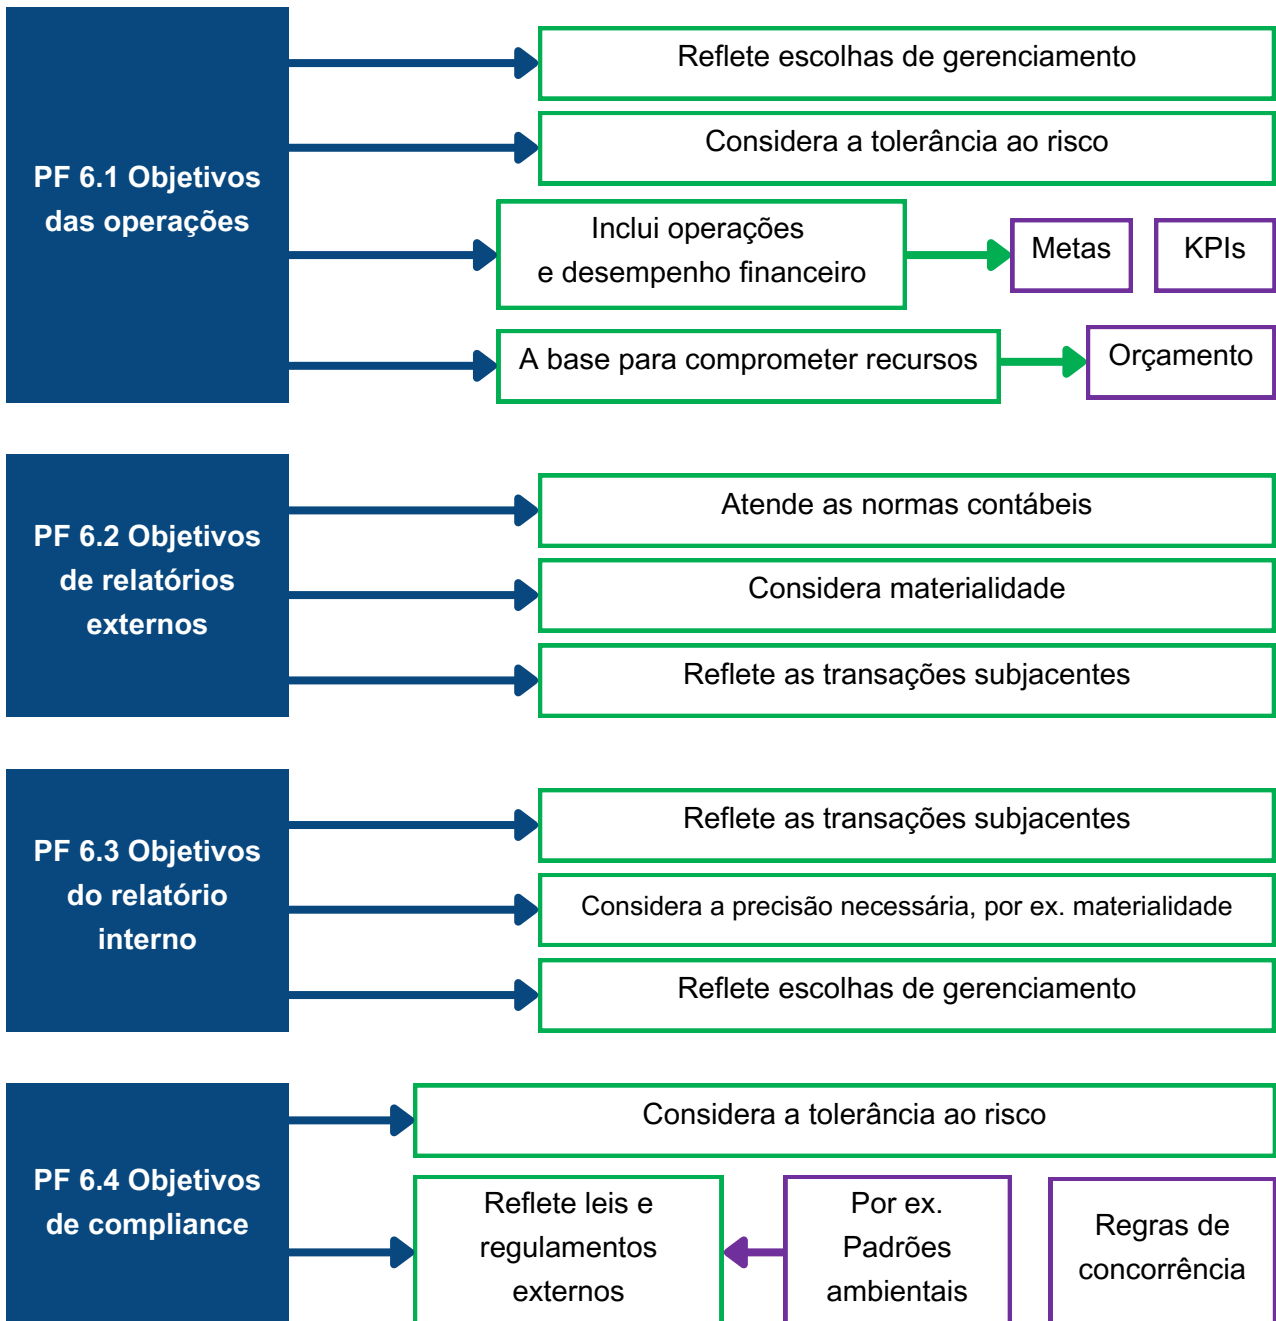 PF 6.1 Objetivos
das operações
Reflete escolhas de gerenciamento
Considera a tolerância ao risco
Inclui operações
e desempenho financeiro
Metas
KPIs
A base para comprometer recursos
Orçamento
PF 6.2 Objetivos
de relatórios
externos
Atende as normas contábeis
Considera materialidade
Reflete as transações subjacentes
PF 6.3 Objetivos
do relatório
interno
Reflete as transações subjacentes
Considera a precisão necessária, por ex. materialidade
Reflete escolhas de gerenciamento
PF 6.4 Objetivos
de compliance
Considera a tolerância ao risco
Reflete leis e
regulamentos
externos
Por ex.
Padrões
ambientais
Regras de
concorrência